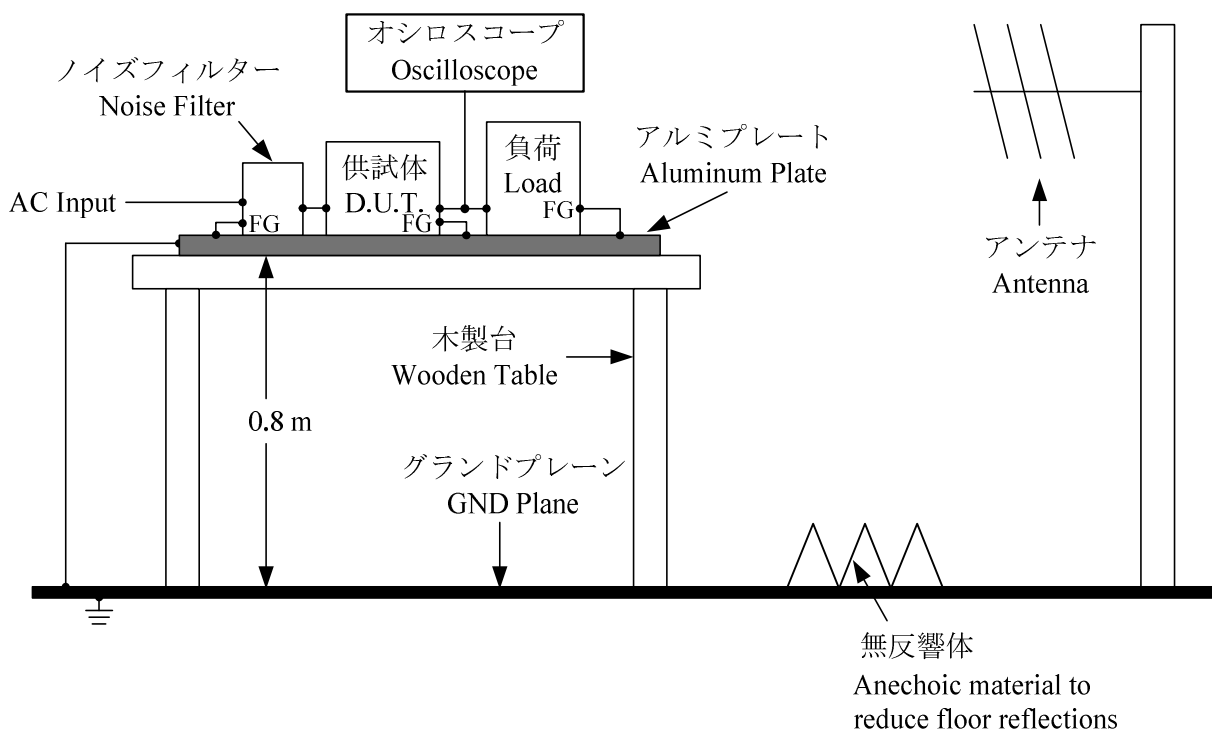 オシロスコープ
Oscilloscope
ノイズフィルター
Noise Filter
供試体
D.U.T.
負荷
Load
アルミプレート
Aluminum Plate
AC Input
FG
FG
FG
アンテナ
Antenna
木製台
Wooden Table
0.8 m
グランドプレーン
GND Plane
無反響体
Anechoic material to
reduce floor reflections